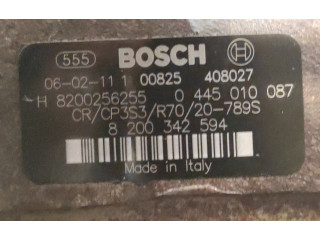 555 BOSCH
06-02-11 1 00825 408027
H 8200256255 0 445 010 087
CR/CP3S3/R70/20-789S
8 200 342 594
Made in Italy